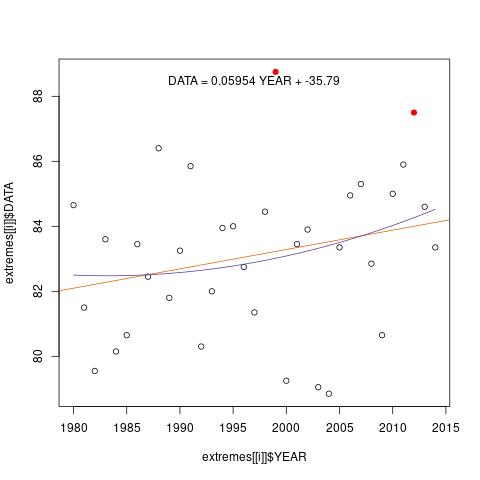 DATA = 0.05954 YEAR + -35.79
88
86
84
82
80
extremes[[i]]$DATA
1980 1985 1990 1995 2000 2005 2010 2015
extremes[[i]]$YEAR